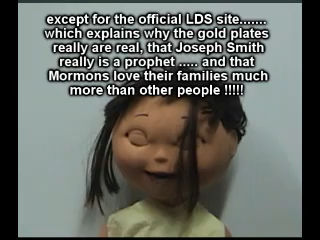 except for the official LDS site.......
which explains why the gold plates
really are real, that Joseph Smith
really is a prophet ..... and that
Mormons love their families much
more than other people !!!!!